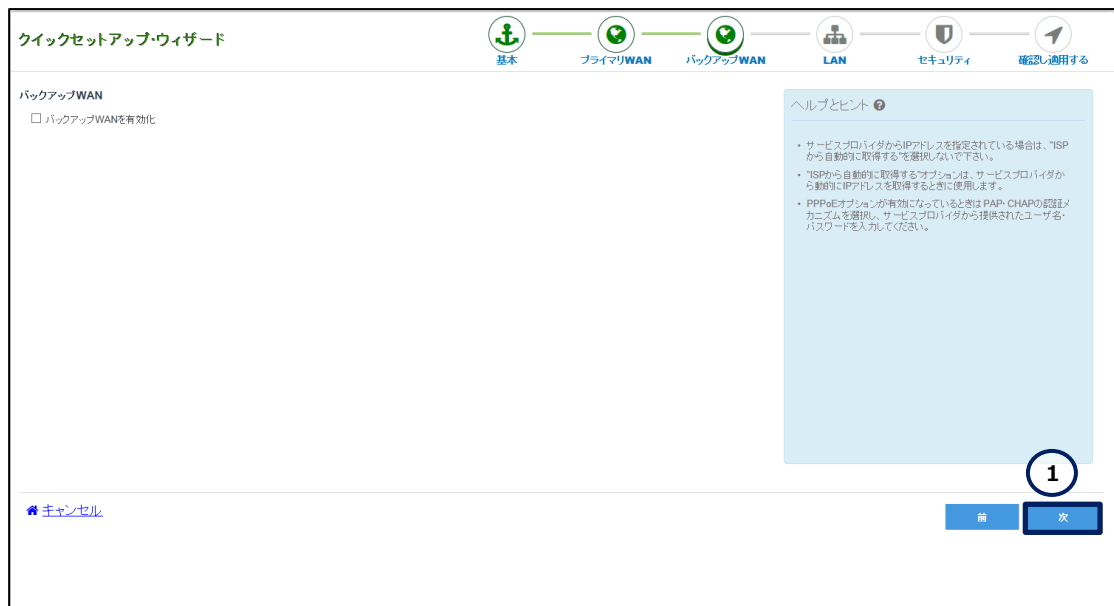 クイックセットアップ・ウィザード
基本
プライマリWAN
バックアップWAN
LAN
セキュリティ
確認し適用する
バックアップWAN
バックアップWANを有効化
ヘルプとヒント
• サービスプロバイダからIPアドレスを指定されている場合は、"ISP
から自動的に取得する"を選択しないで下さい。
• "ISPから自動的に取得する"オプションは、サービスプロバイダか
ら動的にIPアドレスを取得するときに使用します。
• PPPoEオプションが有効になっているときは PAP・CHAPの認証メ
カニズムを選択し、サービスプロバイダから提供されたユーザ名・
パスワードを入力してください。
1
キャンセル
前
次